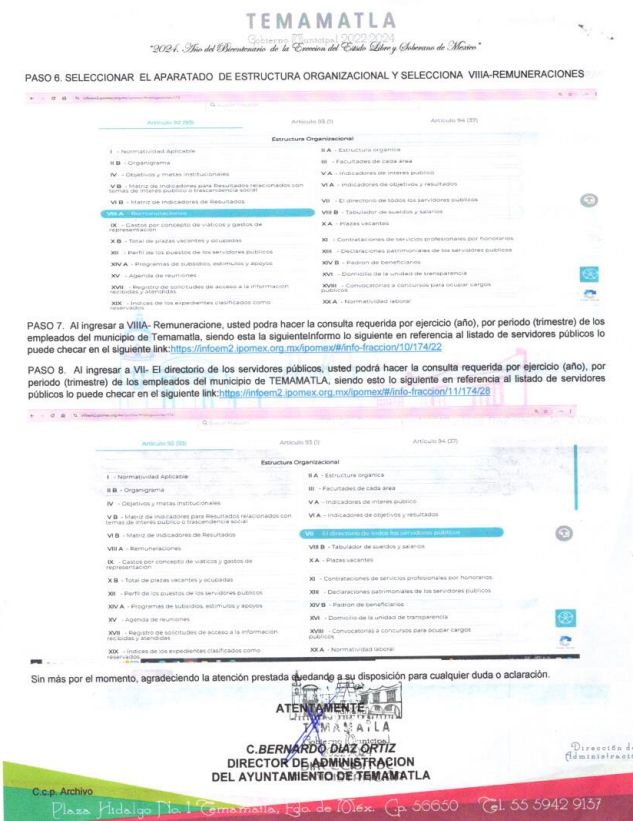 TEMAMATLA
Gobierno Municipal 2022-2024
"2024. Año del Bicentenario de la Erección del Estado Libre y Soberano de México"
PASO 6. SELECCIONAR EL APARATADO DE ESTRUCTURA ORGANIZACIONAL Y SELECCIONA VIIIA-REMUNERACIONES
Artículo 92 (93)
Artículo 93 (1)
Artículo 94 (37)
Estructura Organizacional
I - Normatividad Aplicable
II A - Estructura orgánica
II B - Organigrama
III - Facultades de cada área
IV - Objetivos y metas institucionales
V A - Indicadores de interés público
V B - Matriz de Indicadores para Resultados relacionados con
temas de interés público o trascendencia social
VI A - Indicadores de objetivos y resultados
VI B - Matriz de Indicadores de Resultados
VII - El directorio de todos los servidores públicos
VIII A - Remuneraciones
VIII B - Tabulador de sueldos y salarios
IX - Gastos por concepto de viáticos y gastos de
representación
X A - Plazas vacantes
X B - Total de plazas vacantes y ocupadas
XI - Contrataciones de servicios profesionales por honorarios
XII - Perfil de los puestos de los servidores públicos
XIII - Declaraciones patrimoniales de los servidores públicos
XIV A - Programas de subsidios, estímulos y apoyos
XIV B - Padrón de beneficiarios
XV - Agenda de reuniones
XVI - Domicilio de la unidad de transparencia
XVII - Registro de solicitudes de acceso a la información
recibidas y atendidas
XVIII - Convocatorias a concursos para ocupar cargos
públicos
XIX - Índices de los expedientes clasificados como
reservados
XX A - Normatividad laboral
PASO 7. Al ingresar a VIIIA- Remuneracione, usted podra hacer la consulta requerida por ejercicio (año), por periodo (trimestre) de los
empleados del municipio de Temamatla, siendo esta la siguienteInformo lo siguiente en referencia al listado de servidores públicos lo
puede checar en el siguiente link:https://infoem2.ipomex.org.mx/ipomex/#/info-fraccion/10/174/22
PASO 8. Al ingresar a VII- El directorio de los servidores públicos, usted podrá hacer la consulta requerida por ejercicio (año), por
periodo (trimestre) de los empleados del municipio de TEMAMATLA, siendo esto lo siguiente en referencia al listado de servidores
públicos lo puede checar en el siguiente link:https://infoem2.ipomex.org.mx/ipomex/#/info-fraccion/11/174/28
Artículo 92 (93)
Artículo 93 (1)
Artículo 94 (37)
Estructura Organizacional
I - Normatividad Aplicable
II A - Estructura orgánica
II B - Organigrama
III - Facultades de cada área
IV - Objetivos y metas institucionales
V A - Indicadores de interés público
V B - Matriz de Indicadores para Resultados relacionados con
temas de interés público o trascendencia social
VI A - Indicadores de objetivos y resultados
VI B - Matriz de Indicadores de Resultados
VII - El directorio de todos los servidores públicos
VIII A - Remuneraciones
VIII B - Tabulador de sueldos y salarios
IX - Gastos por concepto de viáticos y gastos de
representación
X A - Plazas vacantes
X B - Total de plazas vacantes y ocupadas
XI - Contrataciones de servicios profesionales por honorarios
XII - Perfil de los puestos de los servidores públicos
XIII - Declaraciones patrimoniales de los servidores públicos
XIV A - Programas de subsidios, estímulos y apoyos
XIV B - Padrón de beneficiarios
XV - Agenda de reuniones
XVI - Domicilio de la unidad de transparencia
XVII - Registro de solicitudes de acceso a la información
recibidas y atendidas
XVIII - Convocatorias a concursos para ocupar cargos
públicos
XIX - Índices de los expedientes clasificados como
reservados
XX A - Normatividad laboral
Sin más por el momento, agradeciendo la atención prestada quedando a su disposición para cualquier duda o aclaración.
ATENTAMENTE
TEMAMATLA
C.BERNARDO DIAZ ORTIZ
DIRECTOR DE ADMINISTRACION
DEL AYUNTAMIENTO DE TEMAMATLA
Dirección de
Administració
C.c.p. Archivo
Plaza Hidalgo No. 1 Temamatla, Edo. de Méx. Cp 56650 Tel. 55 5942 9137